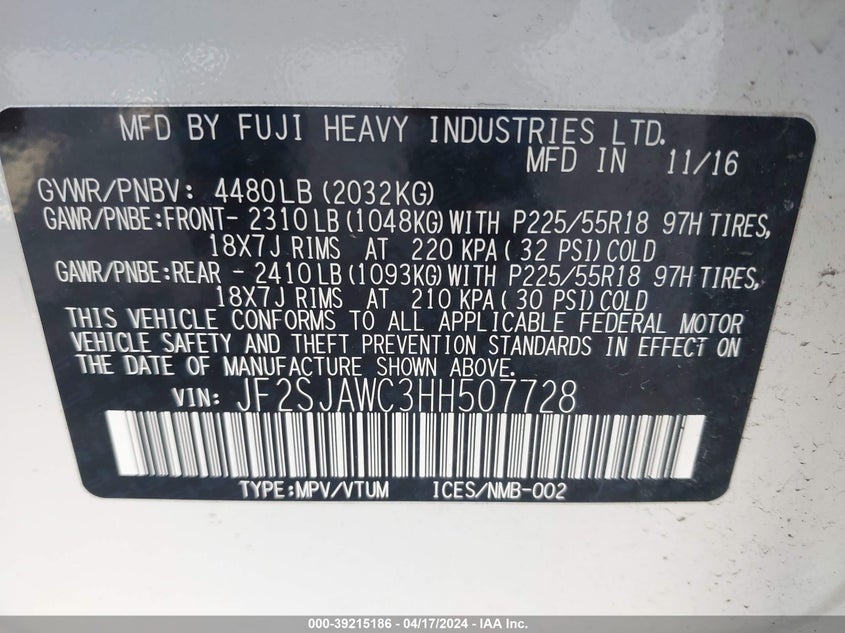 MFD BY FUJI HEAVY INDUSTRIES LTD.
MFD IN 11/16
GVWR/PNBV: 4480LB (2032KG)
GAWR/PNBE:FRONT- 2310LB (1048KG) WITH P225/55R18 97H TIRES,
18X7J RIMS AT 220 KPA ( 32 PSI) COLD
GAWR/PNBE:REAR - 2410LB (1093KG) WITH P225/55R18 97H TIRES,
18X7J RIMS AT 210 KPA ( 30 PSI) COLD
THIS VEHICLE CONFORMS TO ALL APPLICABLE FEDERAL MOTOR
VEHICLE SAFETY AND THEFT PREVENTION STANDARDS IN EFFECT ON
THE DATE OF MANUFACTURE SHOWN ABOVE.
VIN: JF2SJAWC3HH507728
TYPE:MPV/VTUM ICES/NMB-002
000-39215186 - 04/17/2024 - IAA Inc.